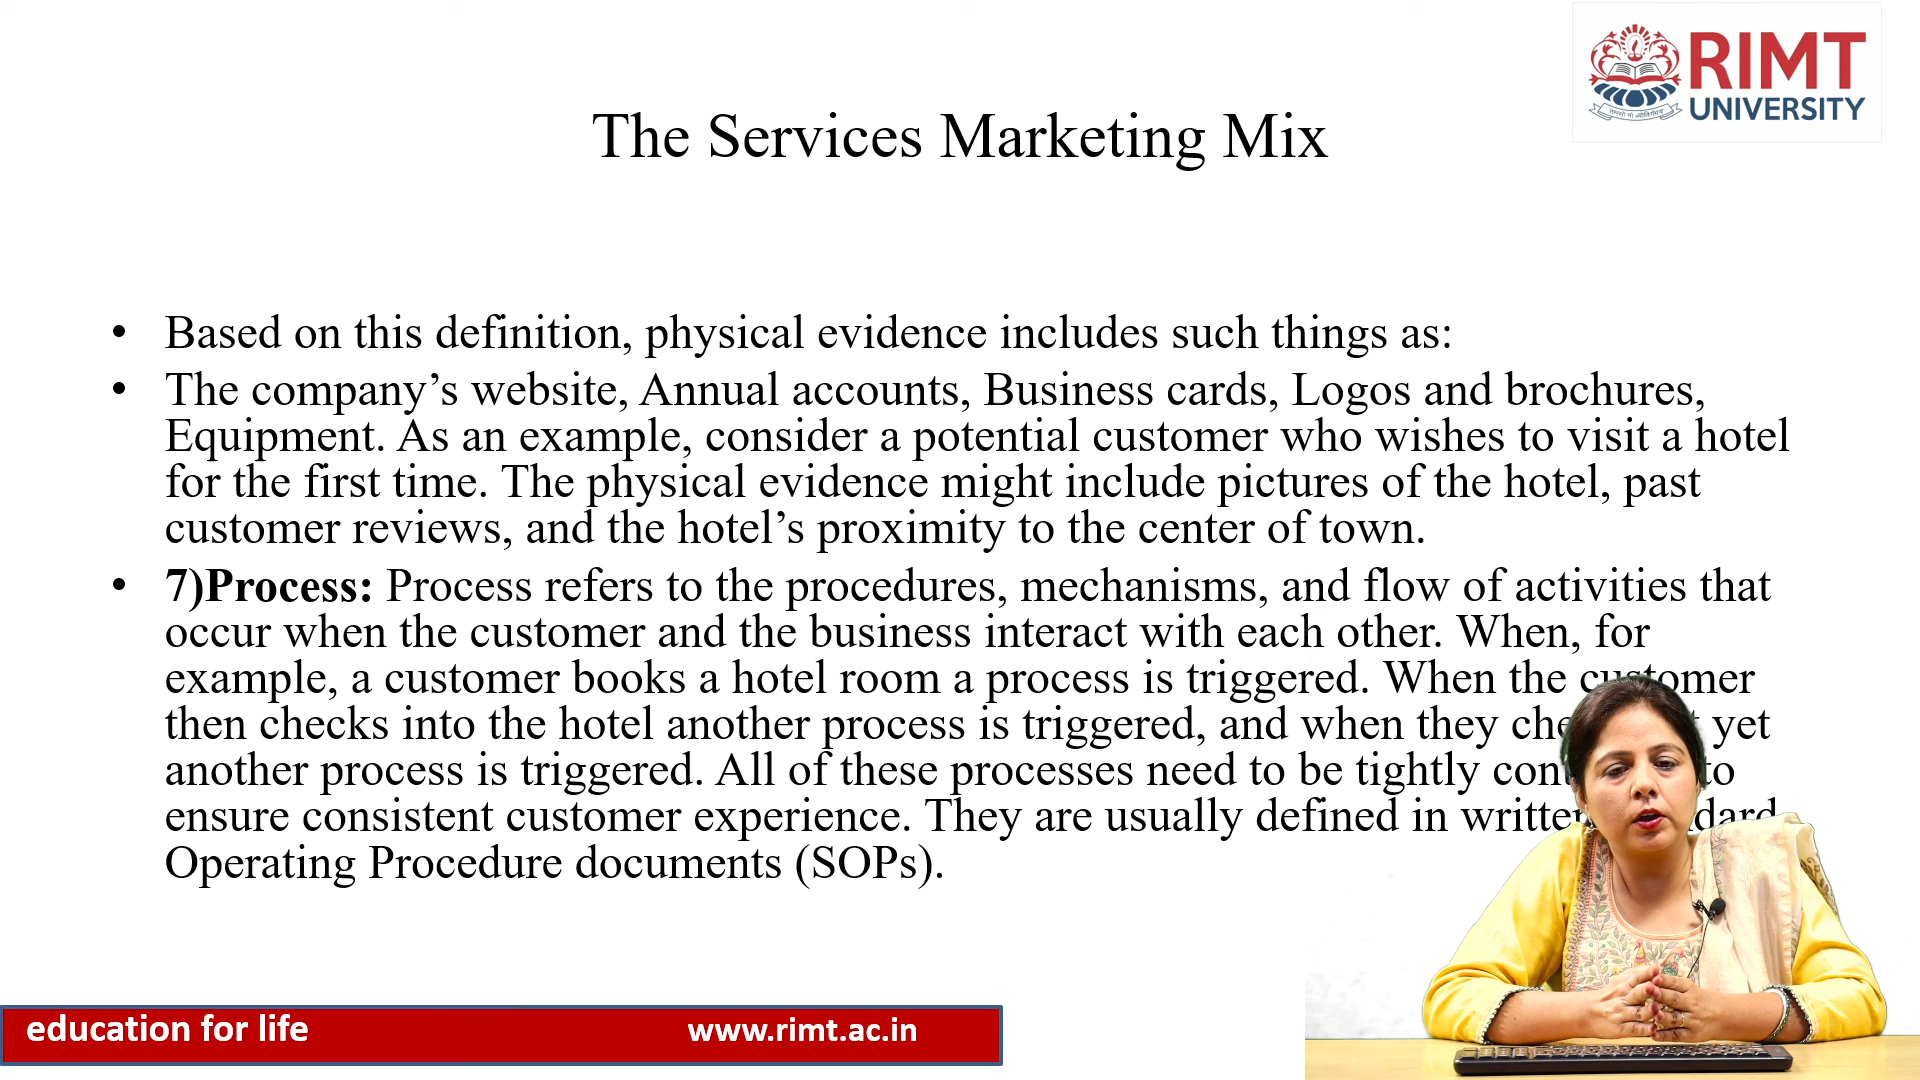 RIMT
UNIVERSITY
The Services Marketing Mix
• Based on this definition, physical evidence includes such things as:
• The company’s website, Annual accounts, Business cards, Logos and brochures,
Equipment. As an example, consider a potential customer who wishes to visit a hotel
for the first time. The physical evidence might include pictures of the hotel, past
customer reviews, and the hotel’s proximity to the center of town.
• 7)Process: Process refers to the procedures, mechanisms, and flow of activities that
occur when the customer and the business interact with each other. When, for
example, a customer books a hotel room a process is triggered. When the customer
then checks into the hotel another process is triggered, and when they yet
another process is triggered. All of these processes need to be tightly to
ensure consistent customer experience. They are usually defined in written
Operating Procedure documents (SOPs).
education for life
www.rimt.ac.in